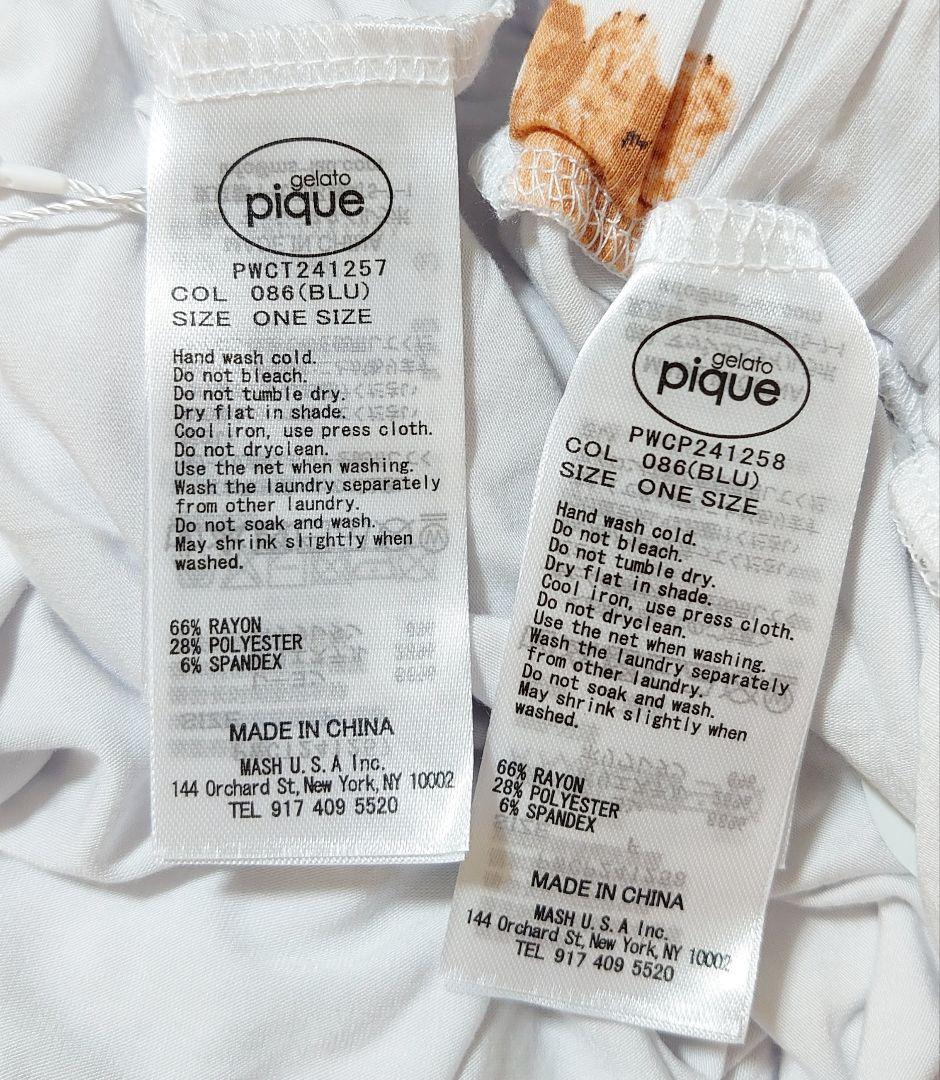 gelato
pique
PWCT241257
COL 086(BLU)
SIZE ONE SIZE
Hand wash cold.
Do not bleach.
Do not tumble dry.
Dry flat in shade.
Cool iron, use press cloth.
Do not dryclean.
Use the net when washing.
Wash the laundry separately
from other laundry.
Do not soak and wash.
May shrink slightly when
washed.
66% RAYON
28% POLYESTER
6% SPANDEX
MADE IN CHINA
MASH U.S.A Inc.
144 Orchard St, New York, NY 10002
TEL 917 409 5520
gelato
pique
PWCP241258
COL 086(BLU)
SIZE ONE SIZE
Hand wash cold.
Do not bleach.
Do not tumble dry.
Dry flat in shade.
Cool iron, use press cloth.
Do not dryclean.
Use the net when washing.
Wash the laundry separately
from other laundry.
Do not soak and wash.
May shrink slightly when
washed.
66% RAYON
28% POLYESTER
6% SPANDEX
MADE IN CHINA
MASH U.S.A Inc.
144 Orchard St, New York, NY 10002
TEL 917 409 5520